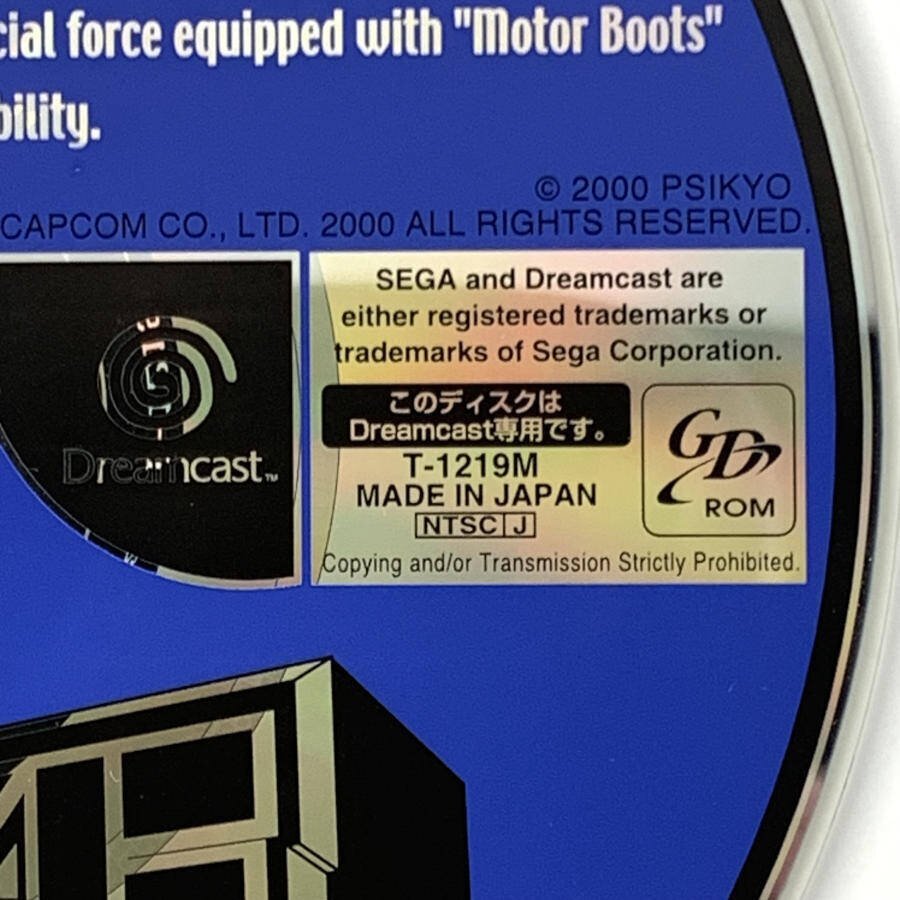 cial force equipped with "Motor Boots"
bility.
© 2000 PSIKYO
CAPCOM CO., LTD. 2000 ALL RIGHTS RESERVED.
Dreamcast™
SEGA and Dreamcast are
either registered trademarks or
trademarks of Sega Corporation.
このディスクは
Dreamcast専用です。
T-1219M
MADE IN JAPAN
NTSC J
GD
ROM
Copying and/or Transmission Strictly Prohibited.